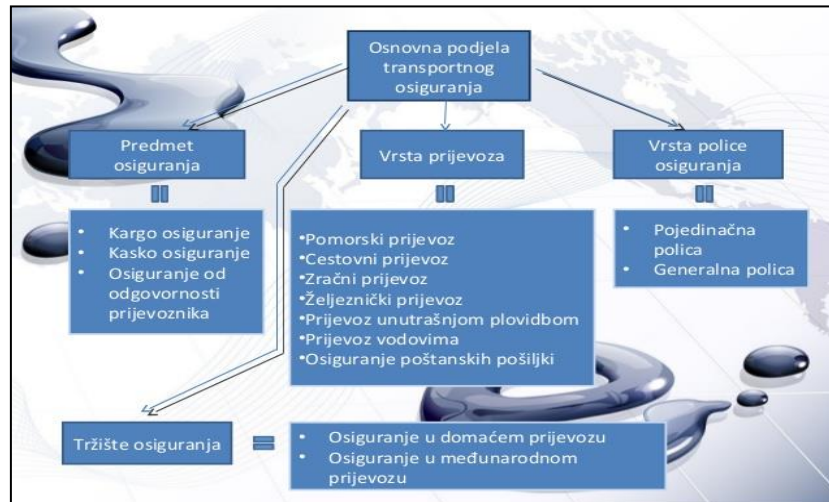 Osnovna podjela
transportnog
osiguranja
Predmet
osiguranja
Vrsta prijevoza
Vrsta police
osiguranja
• Kargo osiguranje
• Kasko osiguranje
• Osiguranje od
odgovornosti
prijevoznika
•Pomorski prijevoz
•Cestovni prijevoz
•Zračni prijevoz
•Željeznički prijevoz
•Prijevoz unutrašnjom plovidbom
•Prijevoz vodovima
•Osiguranje poštanskih pošiljki
• Pojedinačna
polica
• Generalna polica
Tržište osiguranja
• Osiguranje u domaćem prijevozu
• Osiguranje u međunarodnom
prijevozu